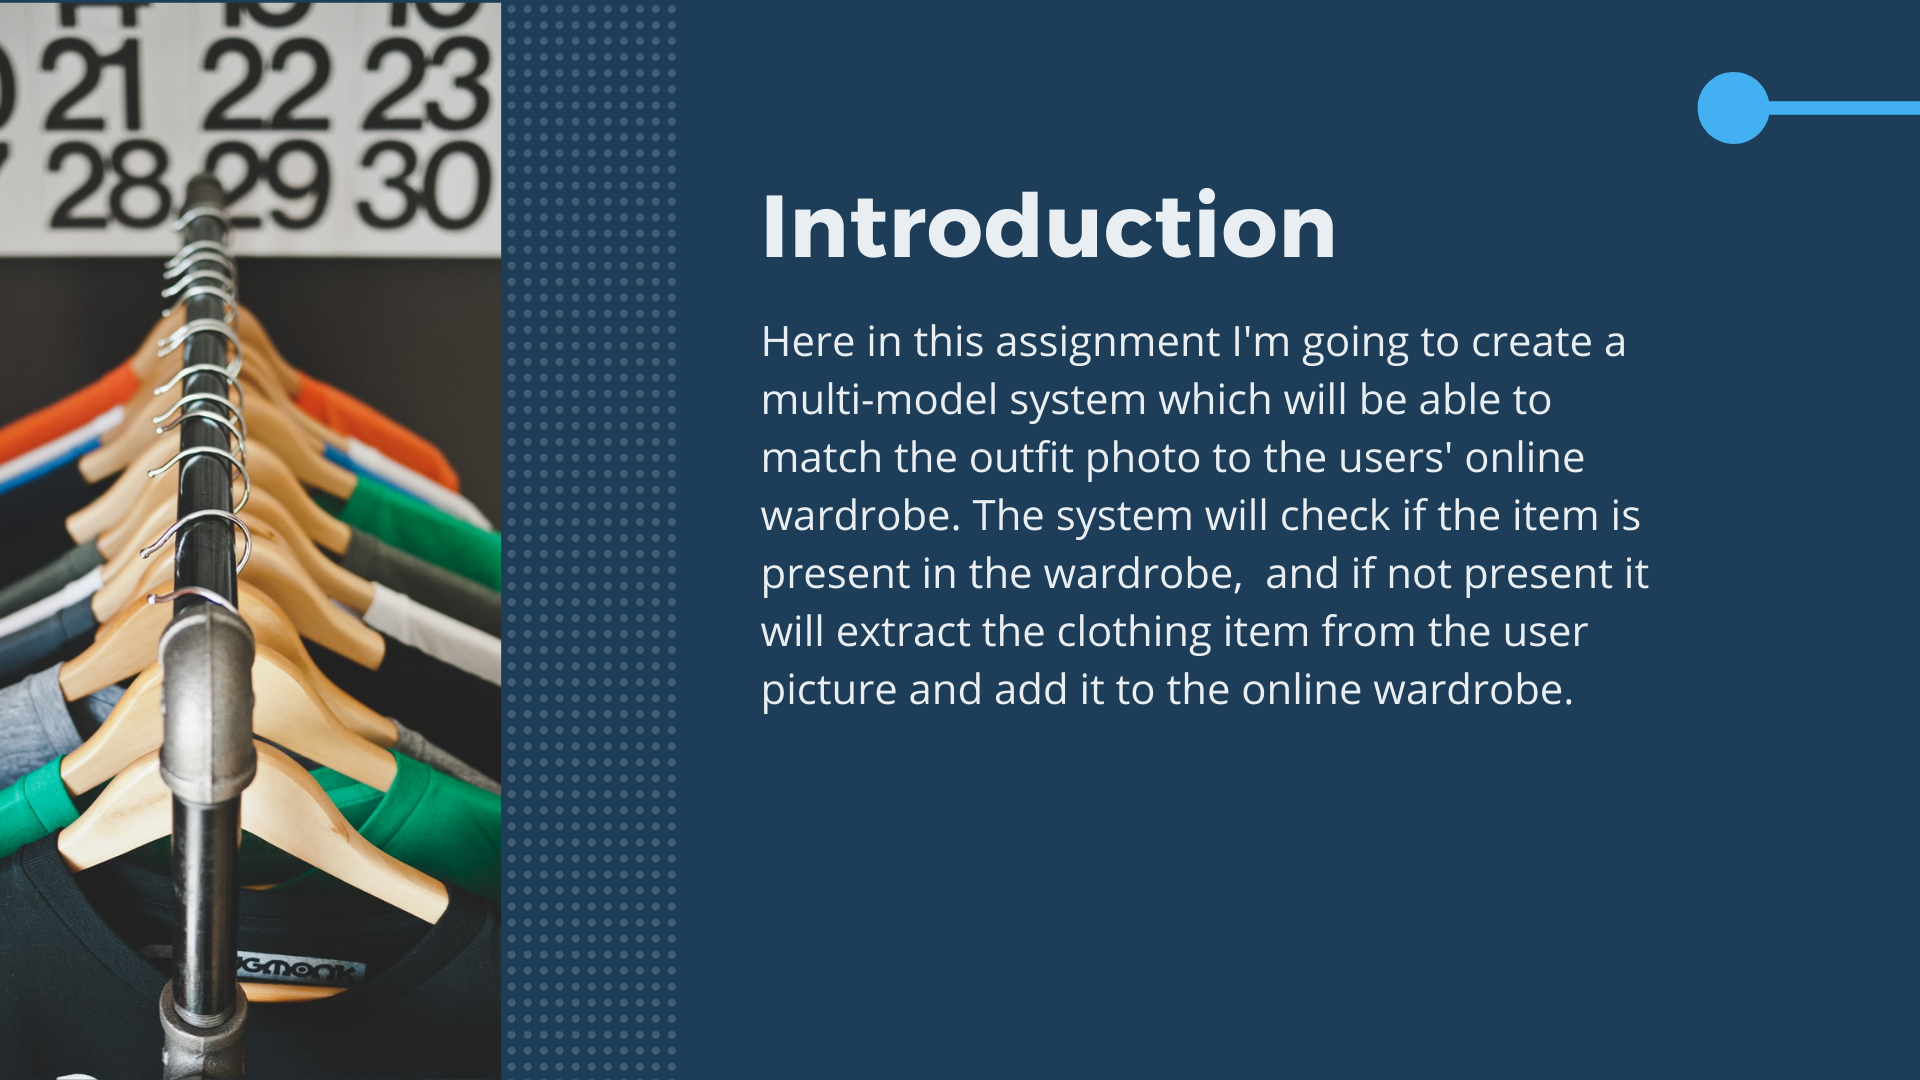 21 22 23
28 29 30
Introduction
Here in this assignment I'm going to create a
multi-model system which will be able to
match the outfit photo to the users' online
wardrobe. The system will check if the item is
present in the wardrobe,  and if not present it
will extract the clothing item from the user
picture and add it to the online wardrobe.